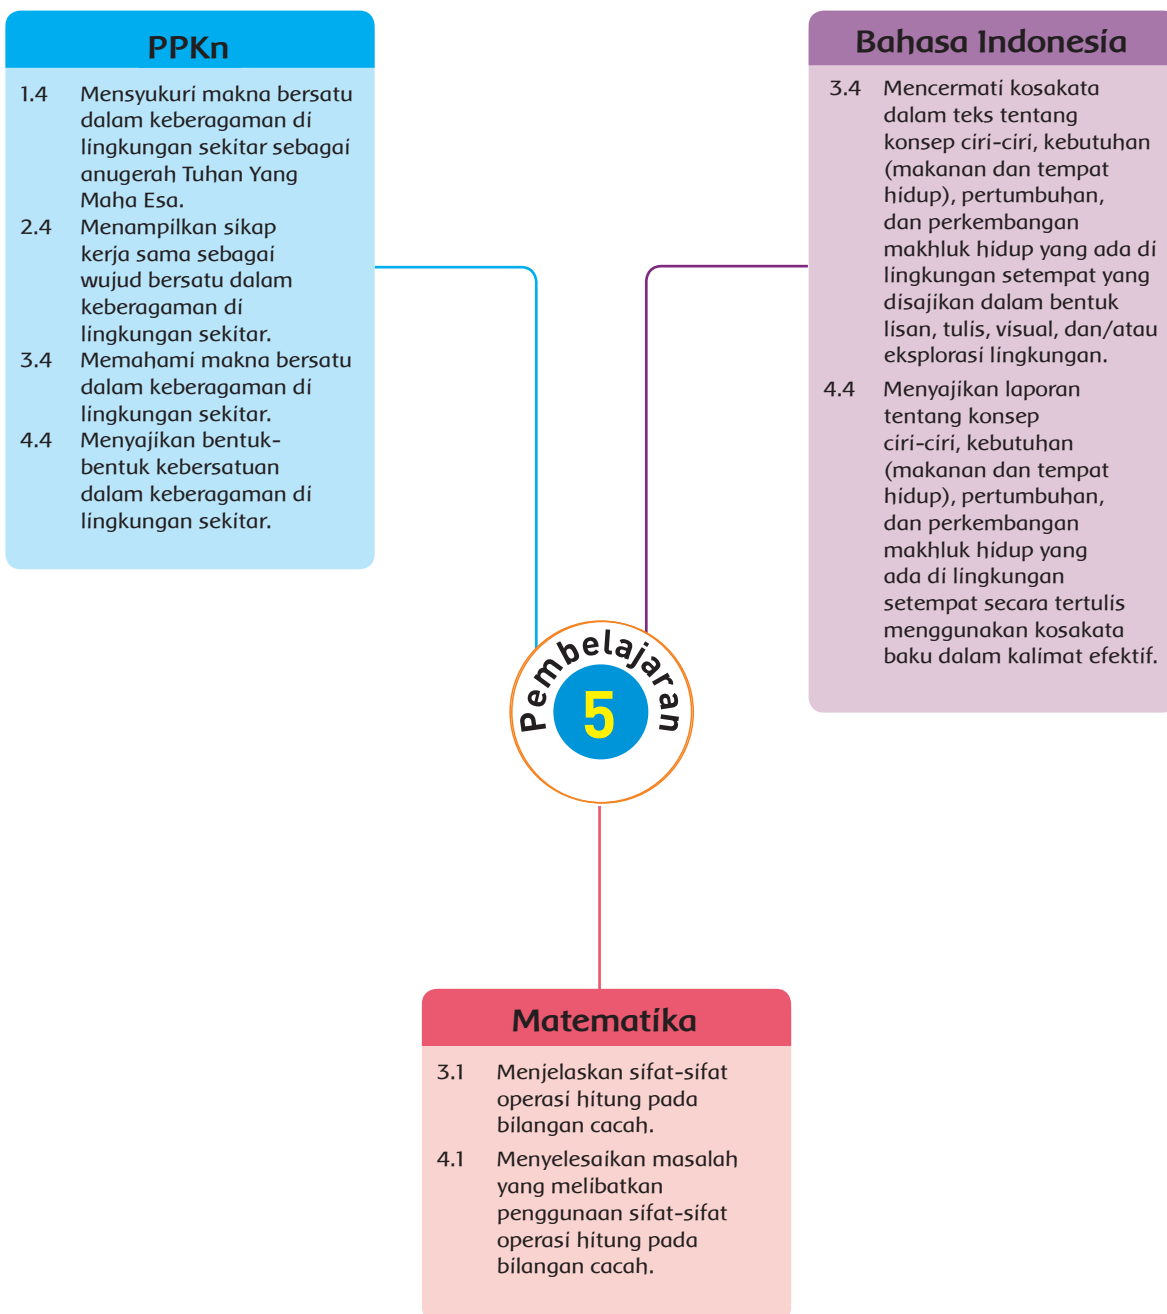 PPKn
1.4 Mensyukuri makna bersatu
dalam keberagaman di
lingkungan sekitar sebagai
anugerah Tuhan Yang
Maha Esa.
2.4 Menampilkan sikap
kerja sama sebagai
wujud bersatu dalam
keberagaman di
lingkungan sekitar.
3.4 Memahami makna bersatu
dalam keberagaman di
lingkungan sekitar.
4.4 Menyajikan bentuk-
bentuk kebersatuan
dalam keberagaman di
lingkungan sekitar.
Bahasa Indonesia
3.4 Mencermati kosakata
dalam teks tentang
konsep ciri-ciri, kebutuhan
(makanan dan tempat
hidup), pertumbuhan,
dan perkembangan
makhluk hidup yang ada di
lingkungan setempat yang
disajikan dalam bentuk
lisan, tulis, visual, dan/atau
eksplorasi lingkungan.
4.4 Menyajikan laporan
tentang konsep
ciri-ciri, kebutuhan
(makanan dan tempat
hidup), pertumbuhan,
dan perkembangan
makhluk hidup yang
ada di lingkungan
setempat secara tertulis
menggunakan kosakata
baku dalam kalimat efektif.
Pembelajaran
5
Matematika
3.1 Menjelaskan sifat-sifat
operasi hitung pada
bilangan cacah.
4.1 Menyelesaikan masalah
yang melibatkan
penggunaan sifat-sifat
operasi hitung pada
bilangan cacah.